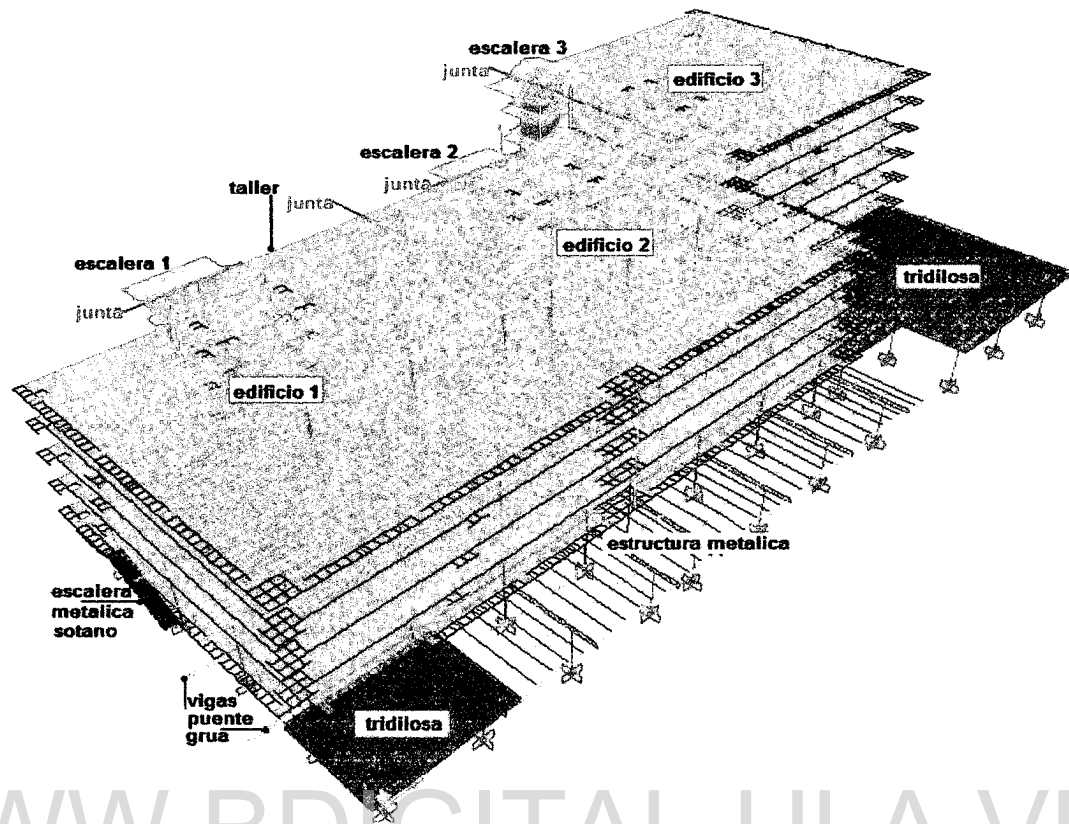 escalera 3
junta
edificio 3
escalera 2
junta
taller
junta
edificio 2
escalera 1
tridilosa
junta
edificio 1
estructura metalica
escalera
metalica
sotano
vigas
puente
grua
tridilosa
WW.BDIGITAL.ULA.VE